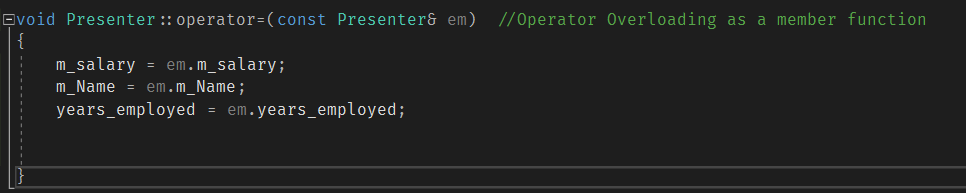 void Presenter::operator=(const Presenter& em)  //Operator Overloading as a member function
{
    m_salary = em.m_salary;
    m_Name = em.m_Name;
    years_employed = em.years_employed;
}